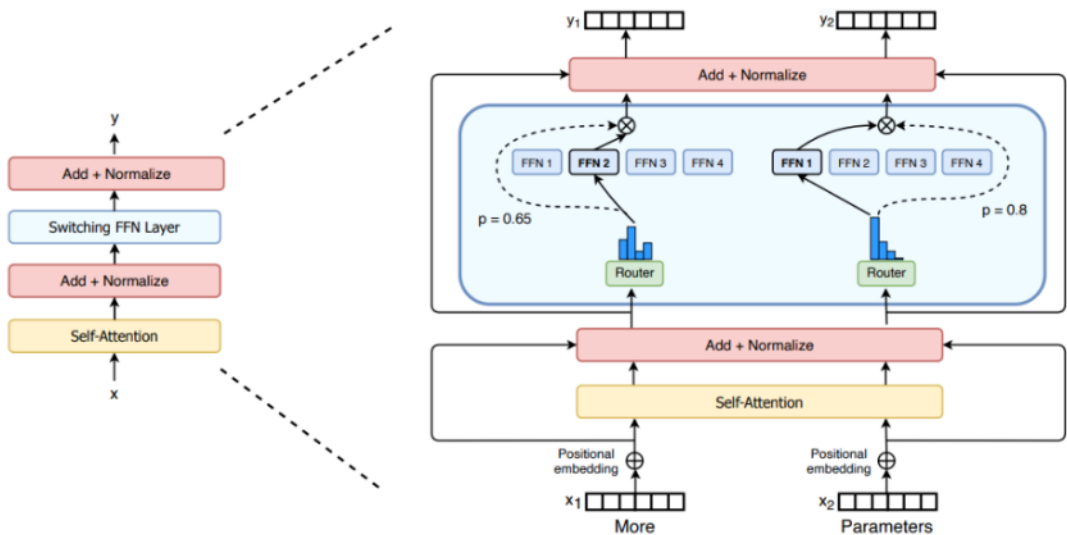 y
Add + Normalize
Switching FFN Layer
Add + Normalize
Self-Attention
x
y1
y2
Add + Normalize
FFN 1
FFN 2
FFN 3
FFN 4
FFN 1
FFN 2
FFN 3
FFN 4
p = 0.65
p = 0.8
Router
Router
Add + Normalize
Self-Attention
Positional
embedding
Positional
embedding
x1
x2
More
Parameters